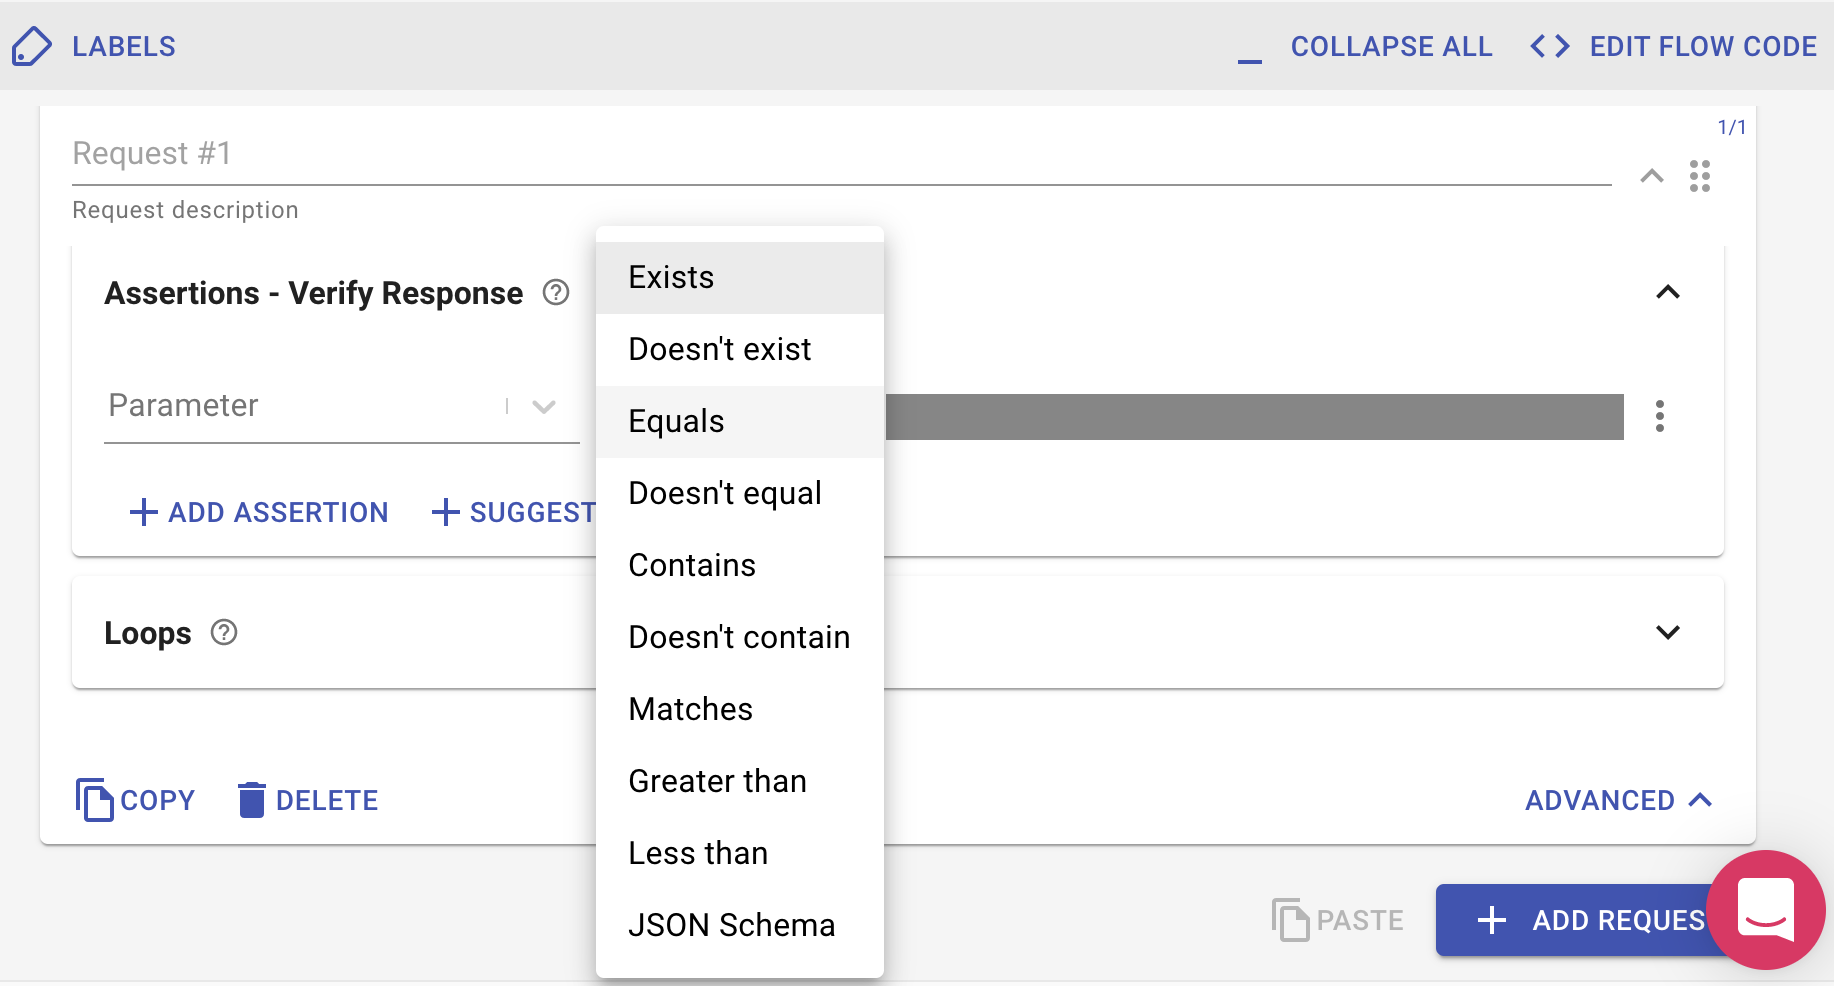 LABELS
COLLAPSE ALL
EDIT FLOW CODE
1/1
Request #1
Request description
Assertions - Verify Response
Parameter
ADD ASSERTION
SUGGEST
Exists
Doesn't exist
Equals
Doesn't equal
Contains
Doesn't contain
Matches
Greater than
Less than
JSON Schema
Loops
COPY
DELETE
ADVANCED
PASTE
ADD REQUES